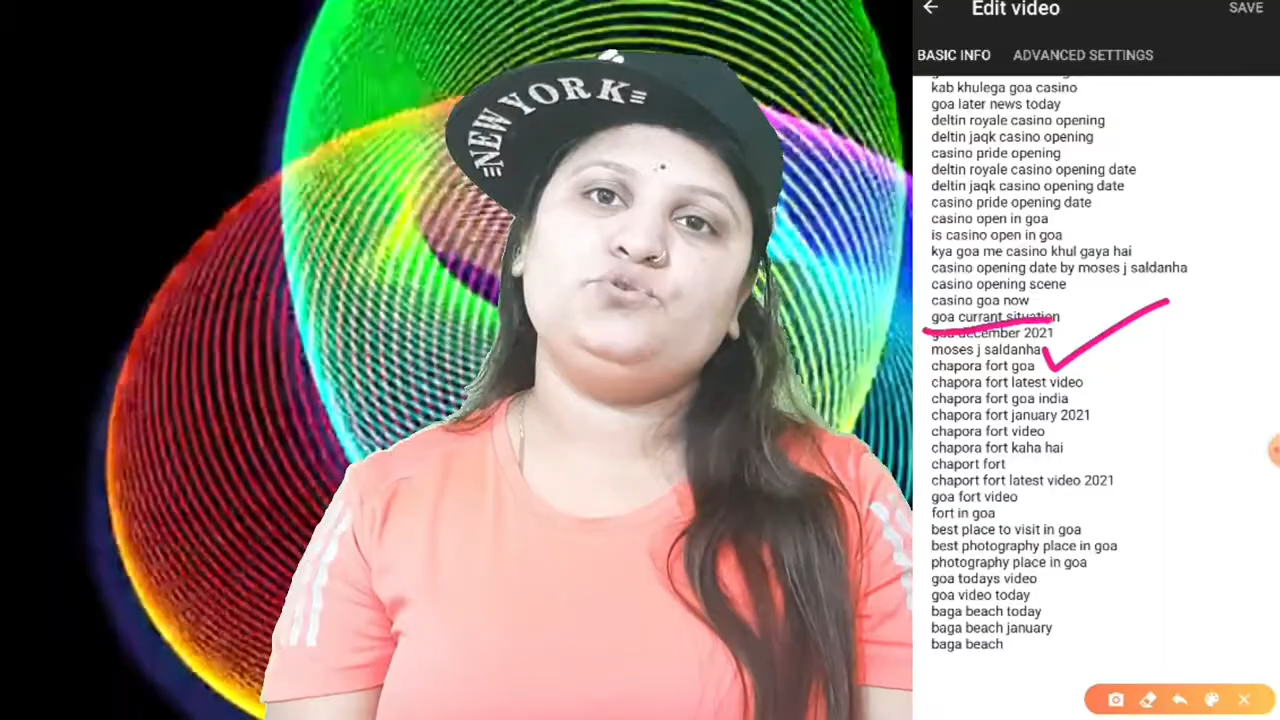 NEW YORK
Edit video
SAVE
BASIC INFO
ADVANCED SETTINGS
kab khulega goa casino
goa later news today
deltin royale casino opening
deltin jaqk casino opening
casino pride opening
deltin royale casino opening date
deltin jaqk casino opening date
casino pride opening date
casino open in goa
is casino open in goa
kya goa me casino khul gaya hai
casino opening date by moses j saldanha
casino opening scene
casino goa now
goa currant situation
goa december 2021
moses j saldanha
chapora fort goa
chapora fort latest video
chapora fort goa india
chapora fort january 2021
chapora fort video
chapora fort kaha hai
chaport fort
chaport fort latest video 2021
goa fort video
fort in goa
best place to visit in goa
best photography place in goa
photography place in goa
goa todays video
goa video today
baga beach today
baga beach january
baga beach